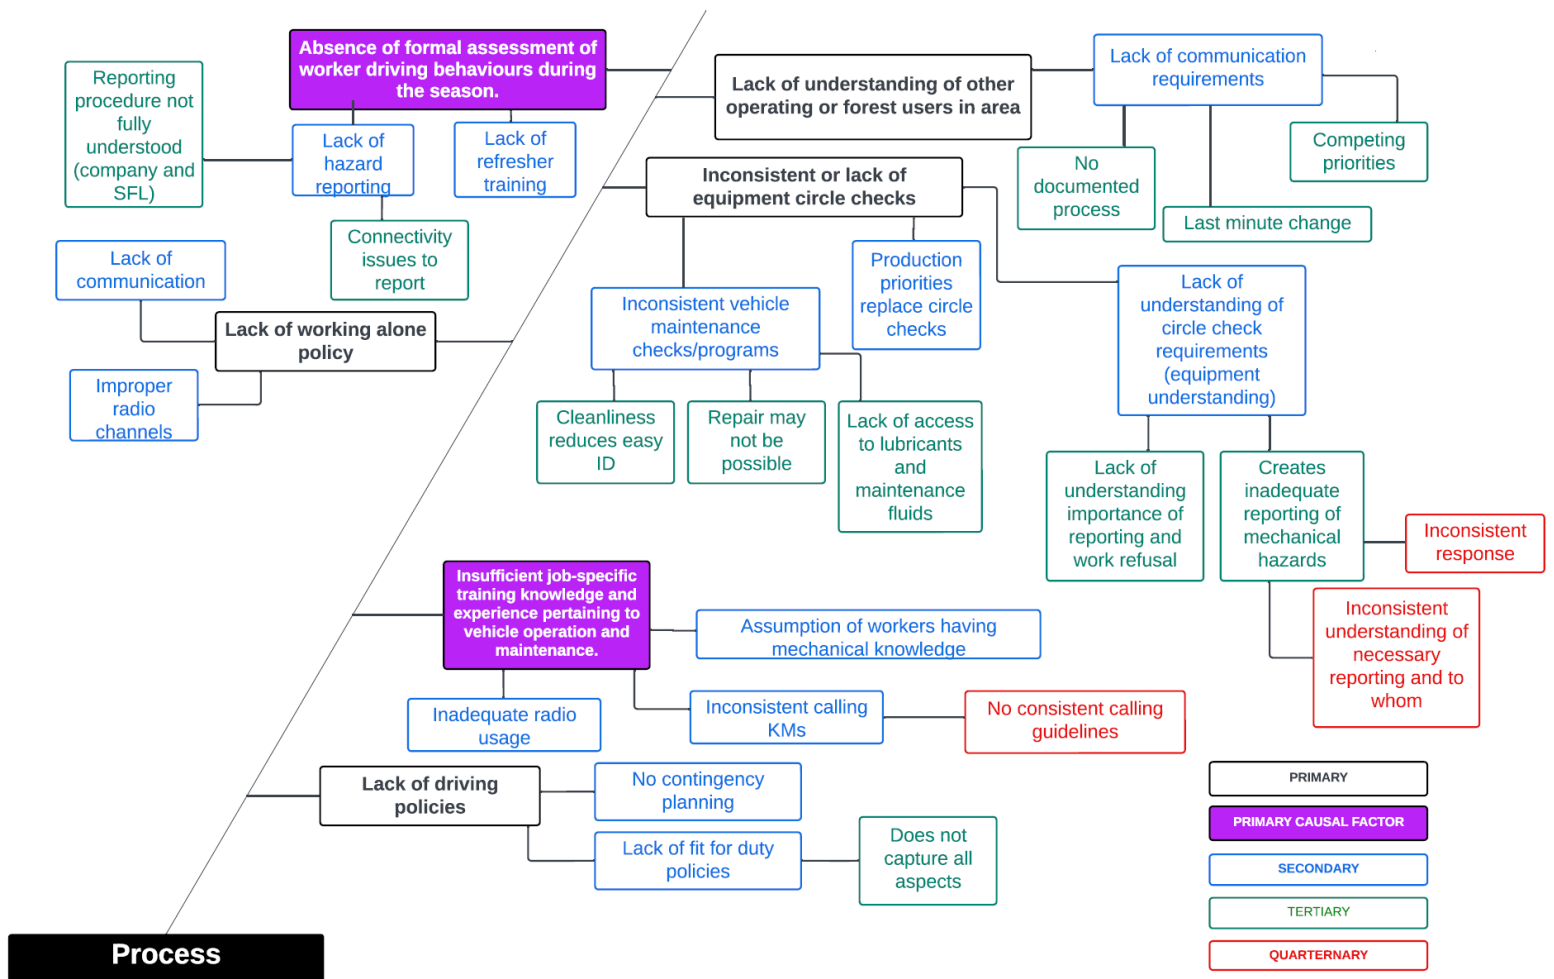 Absence of formal assessment of
worker driving behaviours during
the season.
Reporting
procedure not
fully
understood
(company and
SFL)
Lack of
hazard
reporting
Lack of
refresher
training
Connectivity
issues to
report
Lack of
communication
Lack of working alone
policy
Improper
radio
channels
Lack of understanding of other
operating or forest users in area
Lack of communication
requirements
No
documented
process
Last minute change
Competing
priorities
Inconsistent or lack of
equipment circle checks
Inconsistent vehicle
maintenance
checks/programs
Production
priorities
replace circle
checks
Lack of
understanding of
circle check
requirements
(equipment
understanding)
Cleanliness
reduces easy
ID
Repair may
not be
possible
Lack of access
to lubricants
and
maintenance
fluids
Lack of
understanding
importance of
reporting and
work refusal
Creates
inadequate
reporting of
mechanical
hazards
Inconsistent
response
Inconsistent
understanding of
necessary
reporting and to
whom
Insufficient job-specific
training knowledge and
experience pertaining to
vehicle operation and
maintenance.
Assumption of workers having
mechanical knowledge
Inadequate radio
usage
Inconsistent calling
KMs
No consistent calling
guidelines
Lack of driving
policies
No contingency
planning
Lack of fit for duty
policies
Does not
capture all
aspects
Process
PRIMARY
PRIMARY CAUSAL FACTOR
SECONDARY
TERTIARY
QUARTERNARY